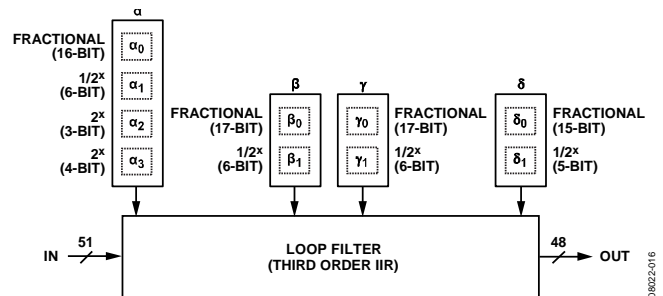 α
FRACTIONAL
(16-BIT)
α0
1/2x
(6-BIT)
α1
2x
(3-BIT)
α2
2x
(4-BIT)
α3
β
FRACTIONAL
(17-BIT)
β0
1/2x
(6-BIT)
β1
γ
γ0
FRACTIONAL
(17-BIT)
γ1
1/2x
(6-BIT)
δ
δ0
FRACTIONAL
(15-BIT)
δ1
1/2x
(5-BIT)
IN
51
LOOP FILTER
(THIRD ORDER IIR)
48
OUT
08022-016